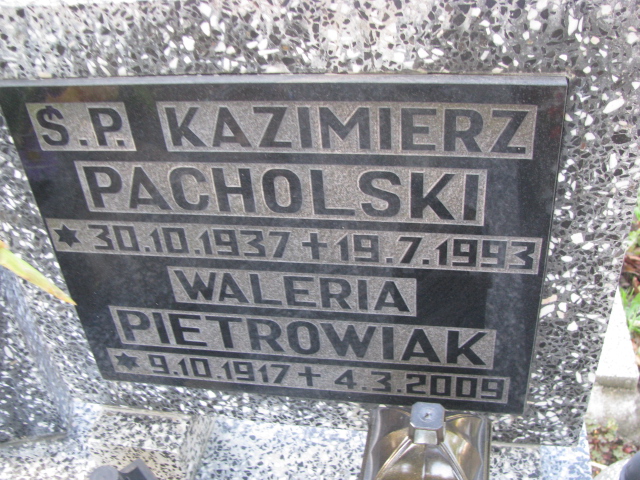 Ś.P. KAZIMIERZ
PACHOLSKI
✶ 30.10.1937 + 19.7.1993
WALERIA
PIETROWIAK
✶ 9.10.1917 + 4.3.2009